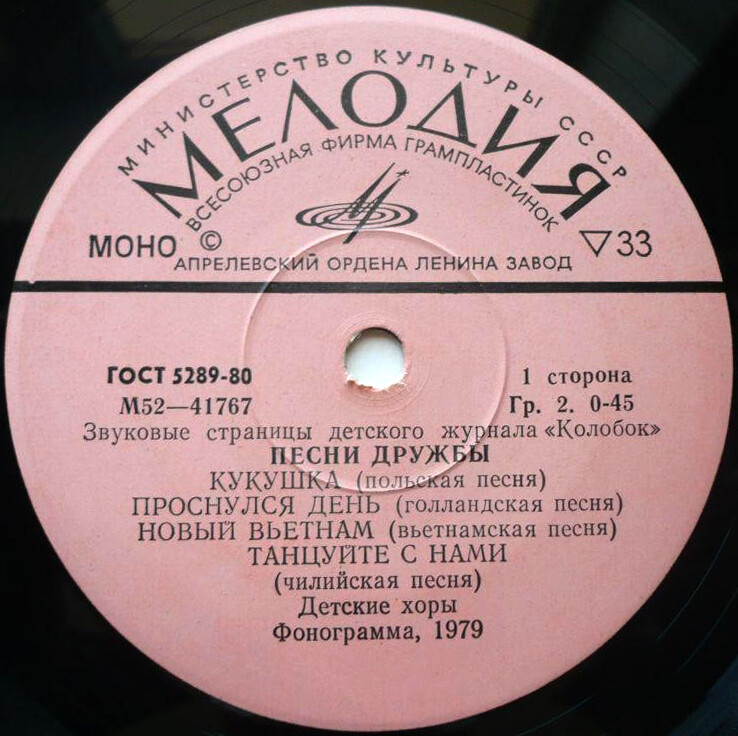 МИНИСТЕРСТВО КУЛЬТУРЫ СССР
МЕЛОДИЯ
ВСЕСОЮЗНАЯ ФИРМА ГРАМПЛАСТИНОК
МОНО © ▽33
АПРЕЛЕВСКИЙ ОРДЕНА ЛЕНИНА ЗАВОД
ГОСТ 5289-80 1 сторона
М52—41767 Гр. 2. 0-45
Звуковые страницы детского журнала «Колобок»
ПЕСНИ ДРУЖБЫ
КУКУШКА (польская песня)
ПРОСНУЛСЯ ДЕНЬ (голландская песня)
НОВЫЙ ВЬЕТНАМ (вьетнамская песня)
ТАНЦУЙТЕ С НАМИ
(чилийская песня)
Детские хоры
Фонограмма, 1979